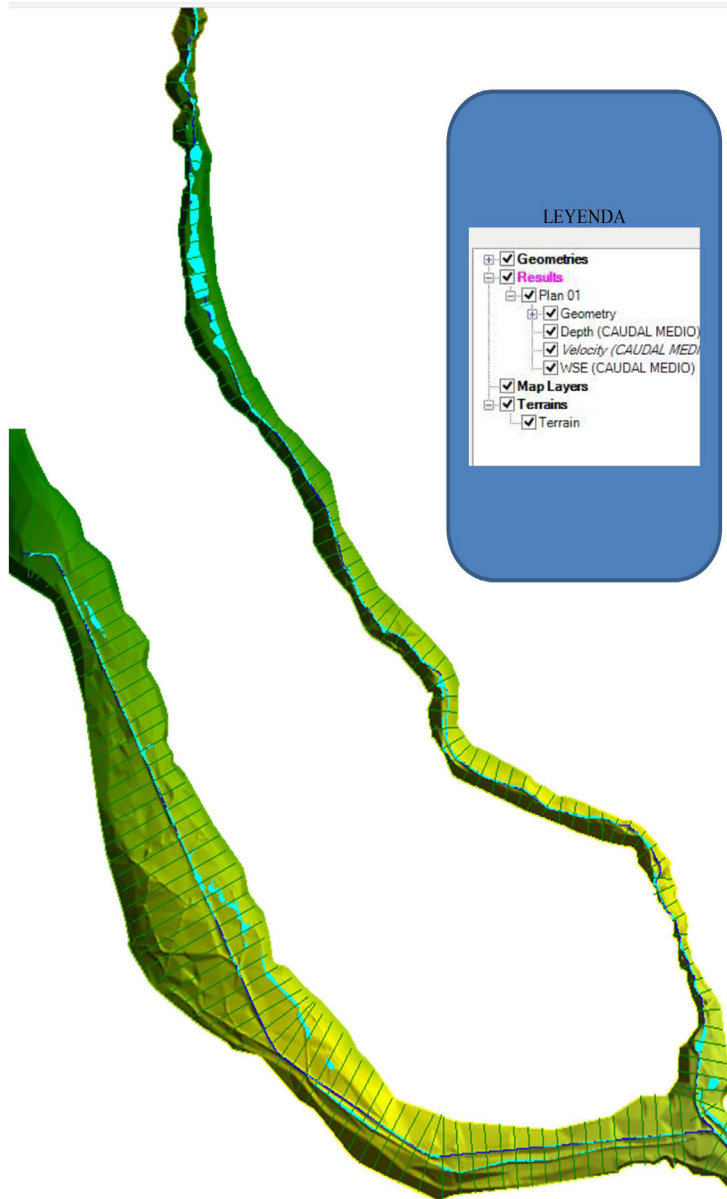 LEYENDA
Geometries
Results
Plan 01
Geometry
Depth (CAUDAL MEDIO)
Velocity (CAUDAL MEDI
WSE (CAUDAL MEDIO)
Map Layers
Terrains
Terrain